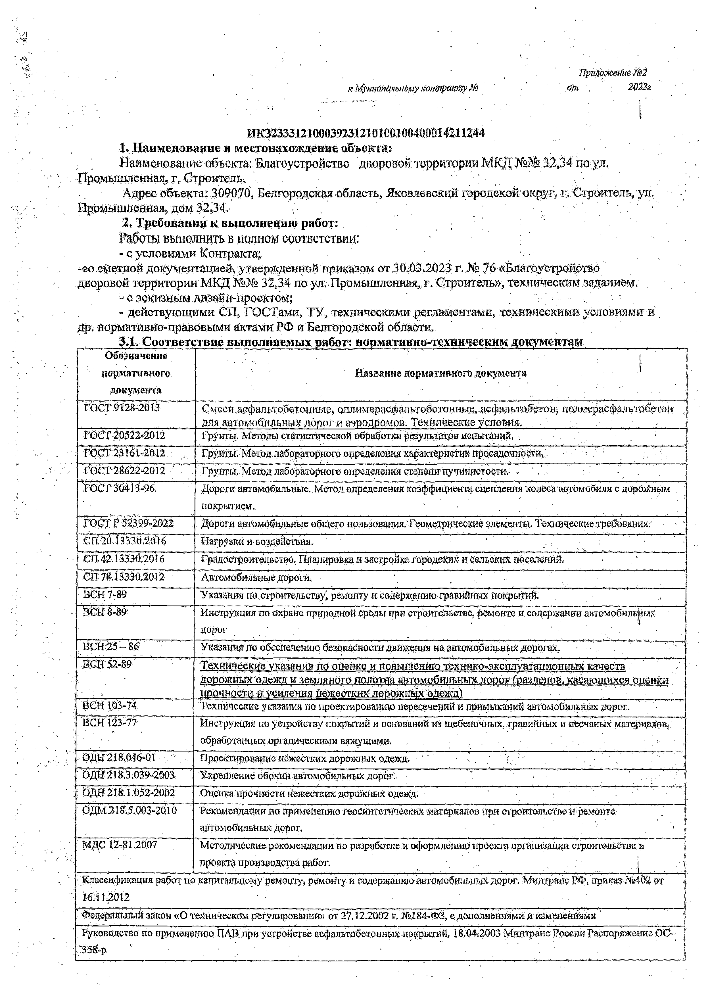 Приложение №2
к Муниципальному контракту № от 2023г
ИК323331210003923121010010040001421124​4
1. Наименование и местонахождение объекта:
Наименование объекта: Благоустройство дворовой территории МКД №№ 32,34 по ул.
Промышленная, г. Строитель.
Адрес объекта: 309070, Белгородская область, Яковлевский городской округ, г. Строитель, ул.
Промышленная, дом 32,34.
2. Требования к выполнению работ:
Работы выполнить в полном соответствии:
- с условиями Контракта;
-со сметной документацией, утвержденной приказом от 30.03.2023 г. № 76 «Благоустройство
дворовой территории МКД №№ 32,34 по ул. Промышленная, г. Строитель», техническим заданием.
- с эскизным дизайн-проектом;
- действующими СП, ГОСТами, ТУ, техническими регламентами, техническими условиями и
др. нормативно-правовыми актами РФ и Белгородской области.
3.1. Соответствие выполняемых работ: нормативно-техническим документам
Обозначение
нормативного
документа
Название нормативного документа
ГОСТ 9128-2013
Смеси асфальтобетонные, оплимерасфальтобетонные, асфальтобетон, полмерасфальтобетон
для автомобильных дорог и аэродромов. Технические условия.
ГОСТ 20522-2012
Грунты. Методы статистической обработки результатов испытаний.
ГОСТ 23161-2012
Грунты. Метод лабораторного определения характеристик просадочности.
ГОСТ 28622-2012
Грунты. Метод лабораторного определения степени пучинистости.
ГОСТ 30413-96
Дороги автомобильные. Метод определения коэффициента сцепления колеса автомобиля с дорожным
покрытием.
ГОСТ Р 52399-2022
Дороги автомобильные общего пользования. Геометрические элементы. Технические требования.
СП 20.13330.2016
Нагрузки и воздействия.
СП 42.13330.2016
Градостроительство. Планировка и застройка городских и сельских поселений.
СП 78.13330.2012
Автомобильные дороги.
ВСН 7-89
Указания по строительству, ремонту и содержанию гравийных покрытий.
ВСН 8-89
Инструкция по охране природной среды при строительстве, ремонте и содержании автомобильных
дорог
ВСН 25 – 86
Указания по обеспечению безопасности движения на автомобильных дорогах.
ВСН 52-89
Технические указания по оценке и повышению технико-эксплуатационных качеств
дорожных одежд и земляного полотна автомобильных дорог (разделов, касающихся оценки
прочности и усиления нежестких дорожных одежд)
ВСН 103-74
Технические указания по проектированию пересечений и примыканий автомобильных дорог.
ВСН 123-77
Инструкция по устройству покрытий и оснований из щебеночных, гравийных и песчаных материалов,
обработанных органическими вяжущими.
ОДН 218.046-01
Проектирование нежестких дорожных одежд.
ОДН 218.3.039-2003
Укрепление обочин автомобильных дорог.
ОДН 218.1.052-2002
Оценка прочности нежестких дорожных одежд.
ОДМ 218.5.003-2010
Рекомендации по применению геосинтетических материалов при строительстве и ремонте
автомобильных дорог.
МДС 12-81.2007
Методические рекомендации по разработке и оформлению проекта организации строительства и
проекта производства работ.
Классификация работ по капитальному ремонту, ремонту и содержанию автомобильных дорог. Минтранс РФ, приказ №402 от
16.11.2012
Федеральный закон «О техническом регулировании» от 27.12.2002 г. №184-ФЗ, с дополнениями и изменениями
Руководство по применению ПАВ при устройстве асфальтобетонных покрытий, 18.04.2003 Минтранс России Распоряжение ОС-
358-р